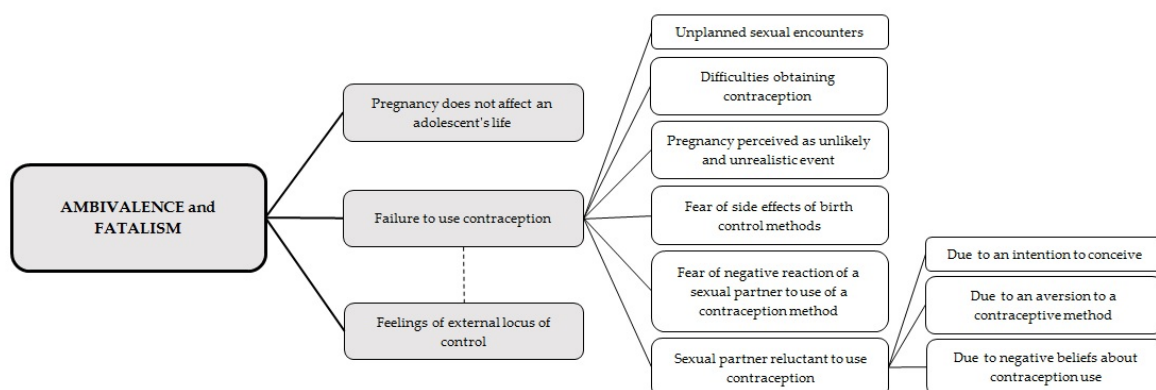 AMBIVALENCE and
FATALISM
Pregnancy does not affect an
adolescent's life
Failure to use contraception
Feelings of external locus of
control
Unplanned sexual encounters
Difficulties obtaining
contraception
Pregnancy perceived as unlikely
and unrealistic event
Fear of side effects of birth
control methods
Fear of negative reaction of a
sexual partner to use of a
contraception method
Sexual partner reluctant to use
contraception
Due to an intention to conceive
Due to an aversion to a
contraceptive method
Due to negative beliefs about
contraception use